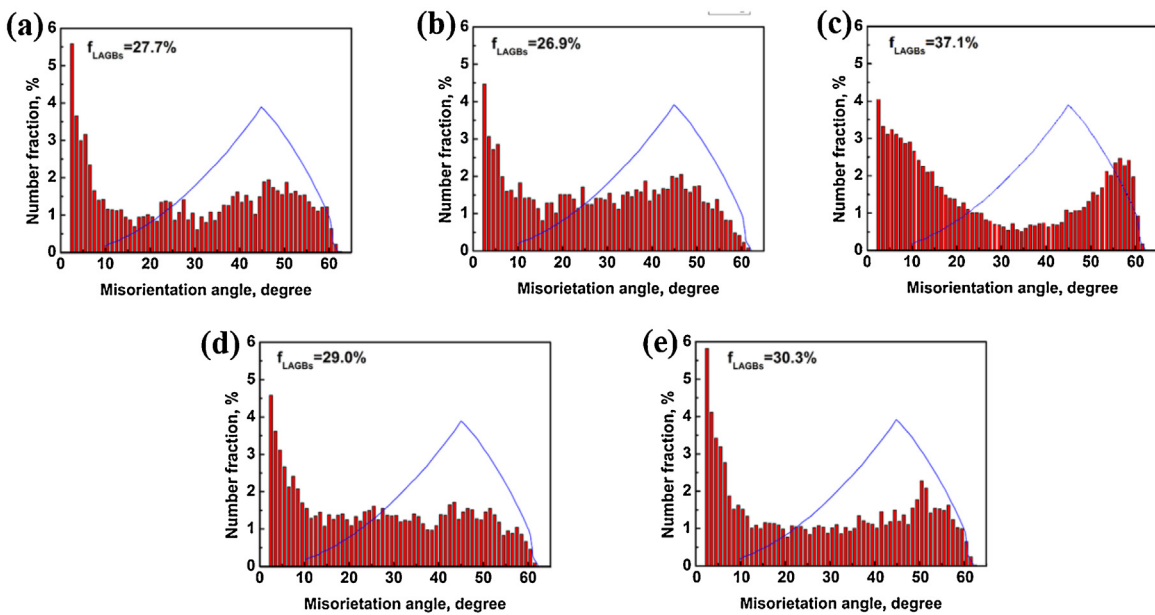 (a)
f LAGBs =27.7%
Number fraction, %
6
5
4
3
2
1
0
0 10 20 30 40 50 60
Misorientation angle, degree
(b)
f LAGBs =26.9%
Number fraction, %
6
5
4
3
2
1
0
0 10 20 30 40 50 60
Misorietation angle, degree
(c)
f LAGBs =37.1%
Number fraction, %
6
5
4
3
2
1
0
0 10 20 30 40 50 60
Misorientation angle, degree
(d)
f LAGBs =29.0%
Number fraction, %
6
5
4
3
2
1
0
0 10 20 30 40 50 60
Misorietation angle, degree
(e)
f LAGBs =30.3%
Number fraction, %
6
5
4
3
2
1
0
0 10 20 30 40 50 60
Misorietation angle, degree